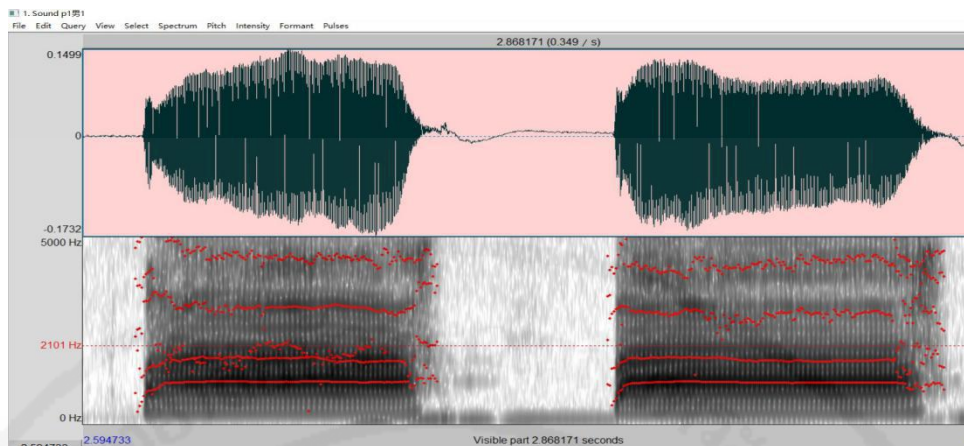 1. Sound p1男1
File Edit Query View Select Spectrum Pitch Intensity Formant Pulses
2.868171 (0.349 / s)
0.1499
0
-0.1732
5000 Hz
2101 Hz
0 Hz
2.594733
2.594733
Visible part 2.868171 seconds